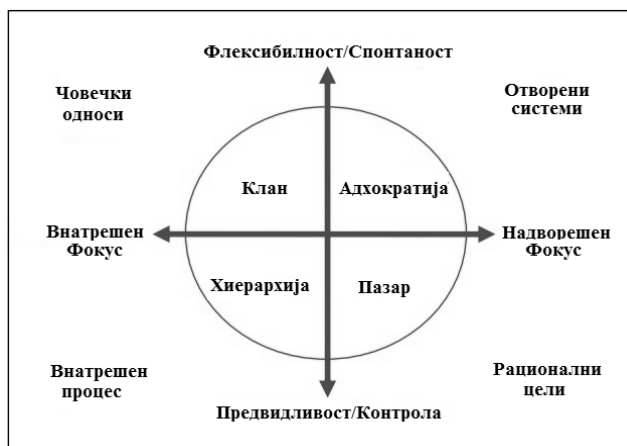 Флексибилност/Спонтаност
Човечки
односи
Отворени
системи
Клан
Адхократија
Внатрешен
Фокус
Надворешен
Фокус
Хиерархија
Пазар
Внатрешен
процес
Рационални
цели
Предвидливост/Контрола